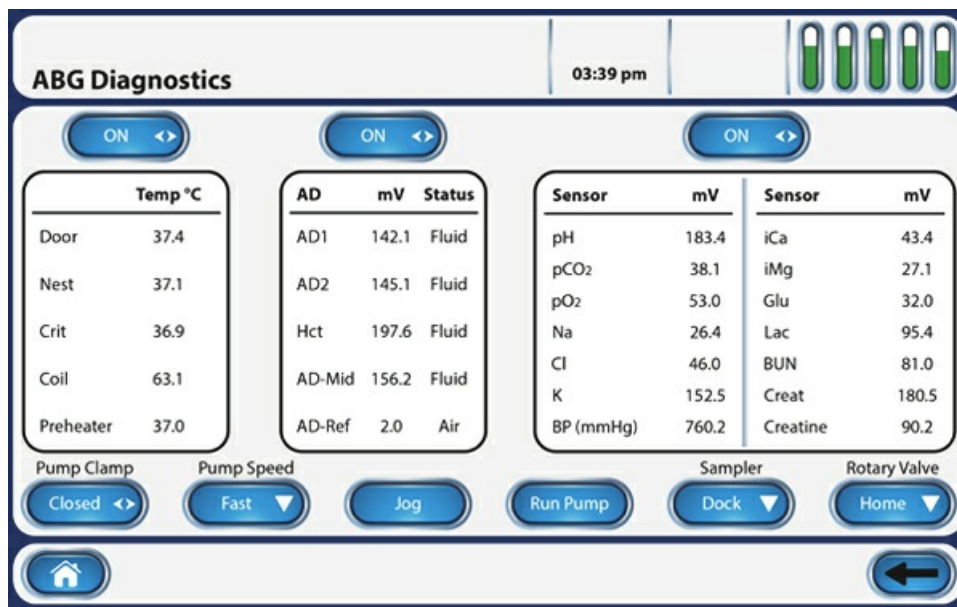 ABG Diagnostics
03:39 pm
ON
ON
ON
Temp °C
Door 37.4
Nest 37.1
Crit 36.9
Coil 63.1
Preheater 37.0
AD mV Status
AD1 142.1 Fluid
AD2 145.1 Fluid
Hct 197.6 Fluid
AD-Mid 156.2 Fluid
AD-Ref 2.0 Air
Sensor mV
pH 183.4
pCO2 38.1
pO2 53.0
Na 26.4
Cl 46.0
K 152.5
BP (mmHg) 760.2
Sensor mV
iCa 43.4
iMg 27.1
Glu 32.0
Lac 95.4
BUN 81.0
Creat 180.5
Creatine 90.2
Pump Clamp
Closed
Pump Speed
Fast
Jog
Run Pump
Sampler
Dock
Rotary Valve
Home